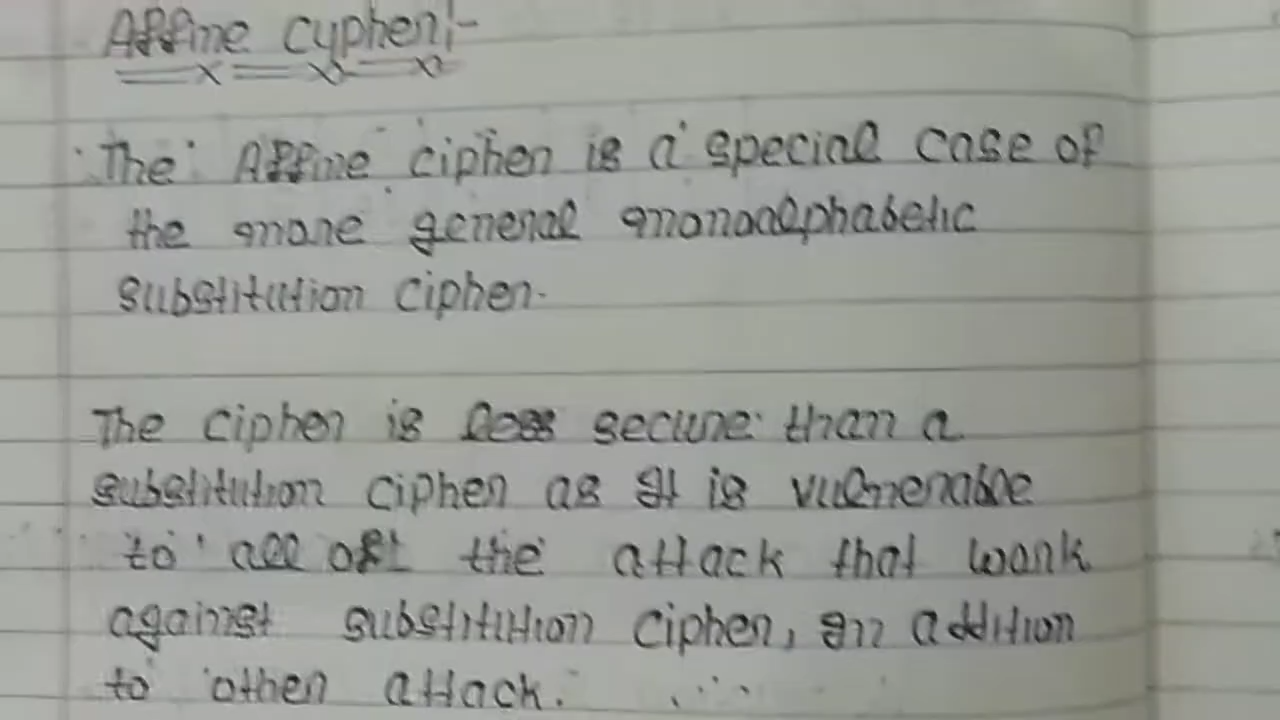 Affine cypher:-
The Affine cipher is a special case of
the more general monoalphabetic
substitution cipher.
The cipher is less secure than a
substitution cipher as It is vulnerable
to all of the attack that work
against substitution cipher, In addition
to other attack.